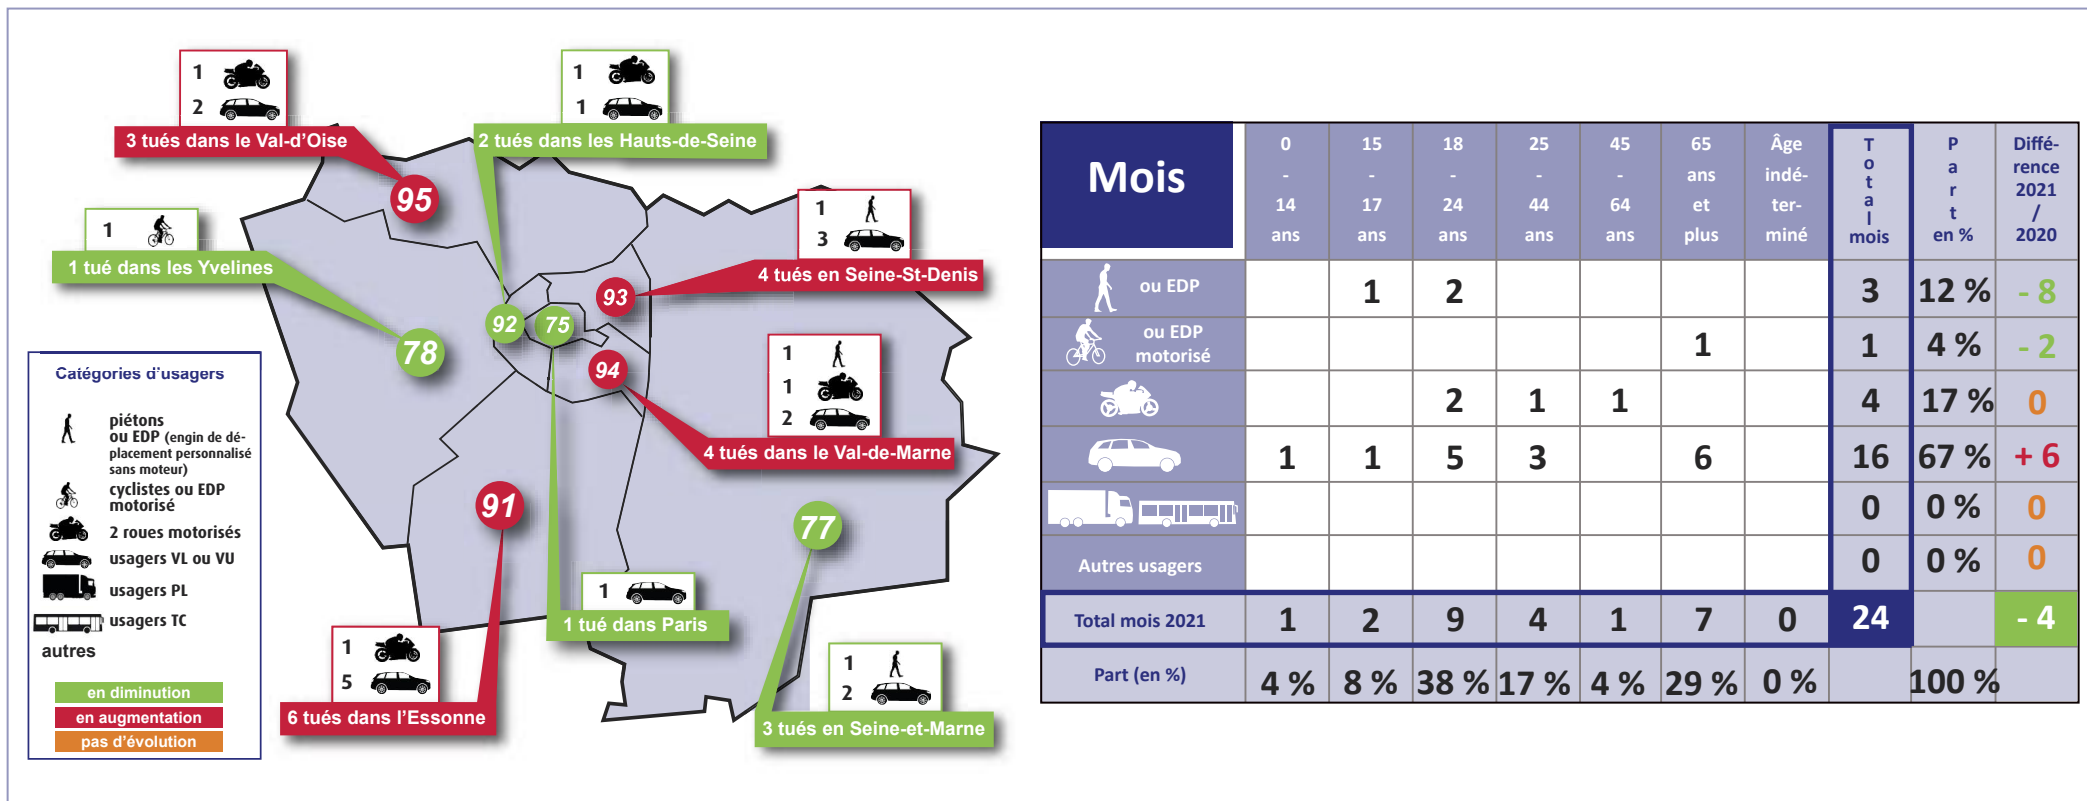 1
2
3 tués dans le Val-d'Oise
1
1
2 tués dans les Hauts-de-Seine
1
1 tué dans les Yvelines
1
3
4 tués en Seine-St-Denis
95
93
92
75
78
94
91
77
1
1
2
4 tués dans le Val-de-Marne
1
1 tué dans Paris
1
5
6 tués dans l'Essonne
1
2
3 tués en Seine-et-Marne
Catégories d'usagers
piétons
ou EDP (engin de dé-
placement personnalisé
sans moteur)
cyclistes ou EDP
motorisé
2 roues motorisés
usagers VL ou VU
usagers PL
usagers TC
autres
en diminution
en augmentation
pas d'évolution
Mois
0 - 14 ans
15 - 17 ans
18 - 24 ans
25 - 44 ans
45 - 64 ans
65 ans et plus
Âge indé- ter- miné
Total mois
Part en %
Diffé- rence 2021 / 2020
ou EDP 1 2 3 12 % - 8
ou EDP motorisé 1 1 4 % - 2
2 1 1 4 17 % 0
1 1 5 3 6 16 67 % + 6
0 0 % 0
Autres usagers 0 0 % 0
Total mois 2021 1 2 9 4 1 7 0 24 - 4
Part (en %) 4 % 8 % 38 % 17 % 4 % 29 % 0 % 100 %